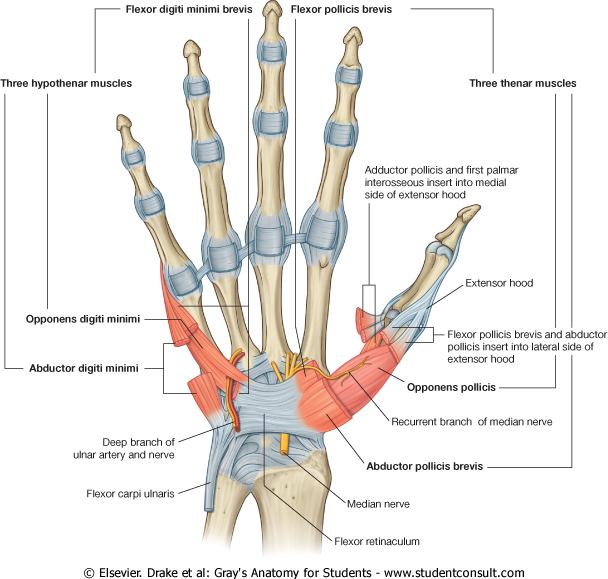 Flexor digiti minimi brevis
Flexor pollicis brevis
Three hypothenar muscles
Three thenar muscles
Adductor pollicis and first palmar
interosseous insert into medial
side of extensor hood
Extensor hood
Opponens digiti minimi
Flexor pollicis brevis and abductor
pollicis insert into lateral side of
extensor hood
Abductor digiti minimi
Opponens pollicis
Recurrent branch of median nerve
Deep branch of
ulnar artery and nerve
Abductor pollicis brevis
Flexor carpi ulnaris
Median nerve
Flexor retinaculum
© Elsevier. Drake et al: Gray's Anatomy for Students - www.studentconsult.com